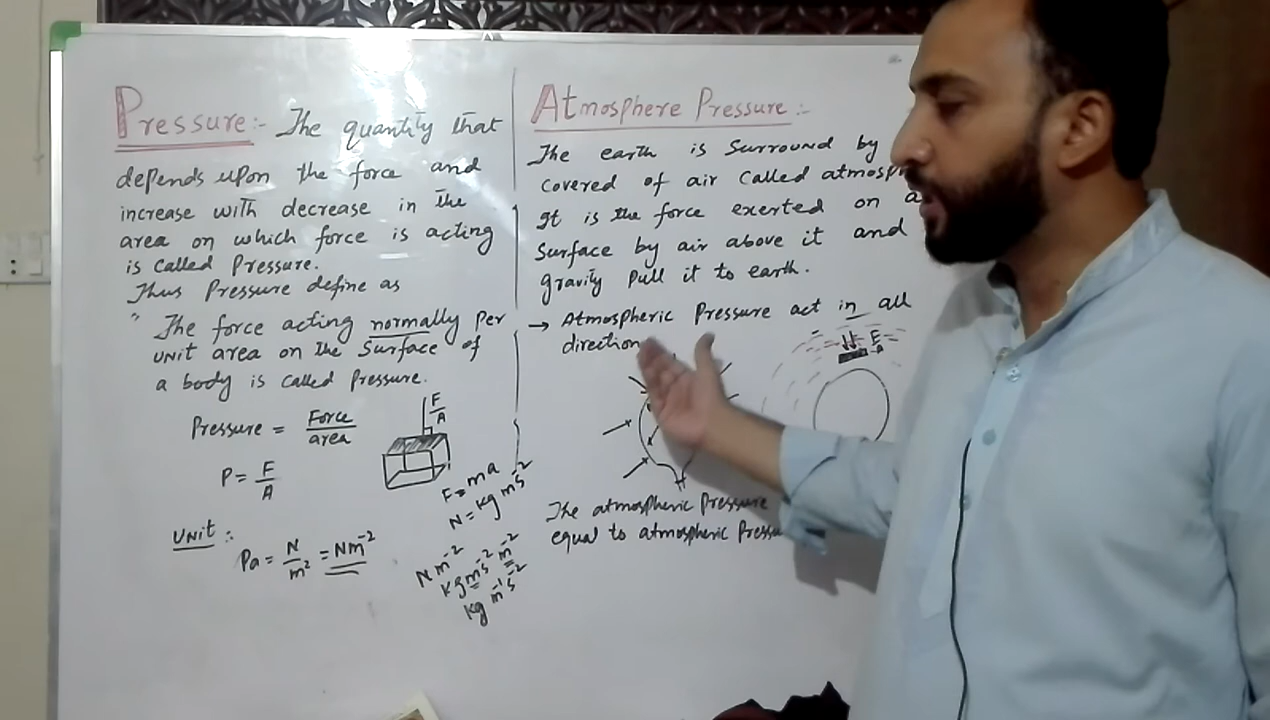 Pressure:- The quantity that
depends upon the force and
increase with decrease in the
area on which force is acting
is called Pressure.
Thus Pressure define as
" The force acting normally per
unit area on the surface of
a body is called Pressure.
Pressure = Force / area
P = F / A
F / A
Unit :-
Pa = N / m² = Nm⁻²
F = ma
N = kg ms⁻²
N m⁻²
kg ms⁻² m⁻²
kg m⁻¹ s⁻²
Atmosphere Pressure :-
The earth is surround by
covered of air called atmosp
It is the force exerted on a
surface by air above it and
gravity pull it to earth.
→ Atmospheric Pressure act in all
direction
F / A
The atmospheric Pressure
equal to atmospheric Pressu